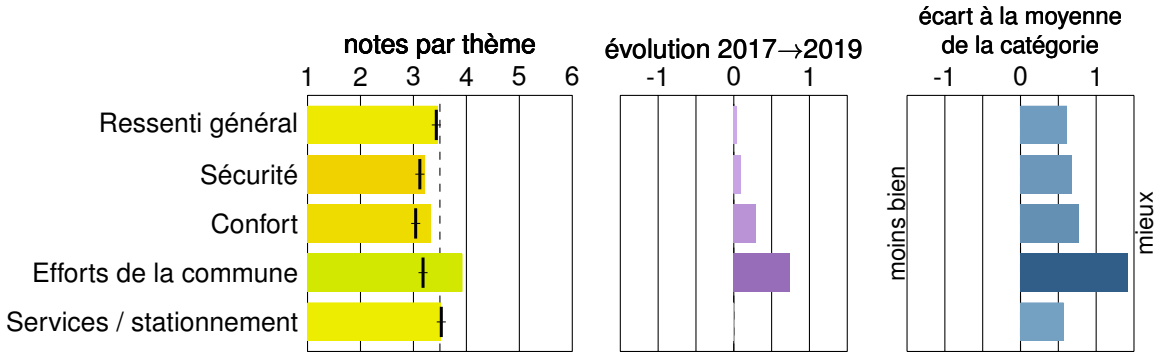 notes par thème
1 2 3 4 5 6
évolution 2017→2019
-1 0 1
écart à la moyenne
de la catégorie
-1 0 1
Ressenti général
Sécurité
Confort
Efforts de la commune
Services / stationnement
moins bien
mieux